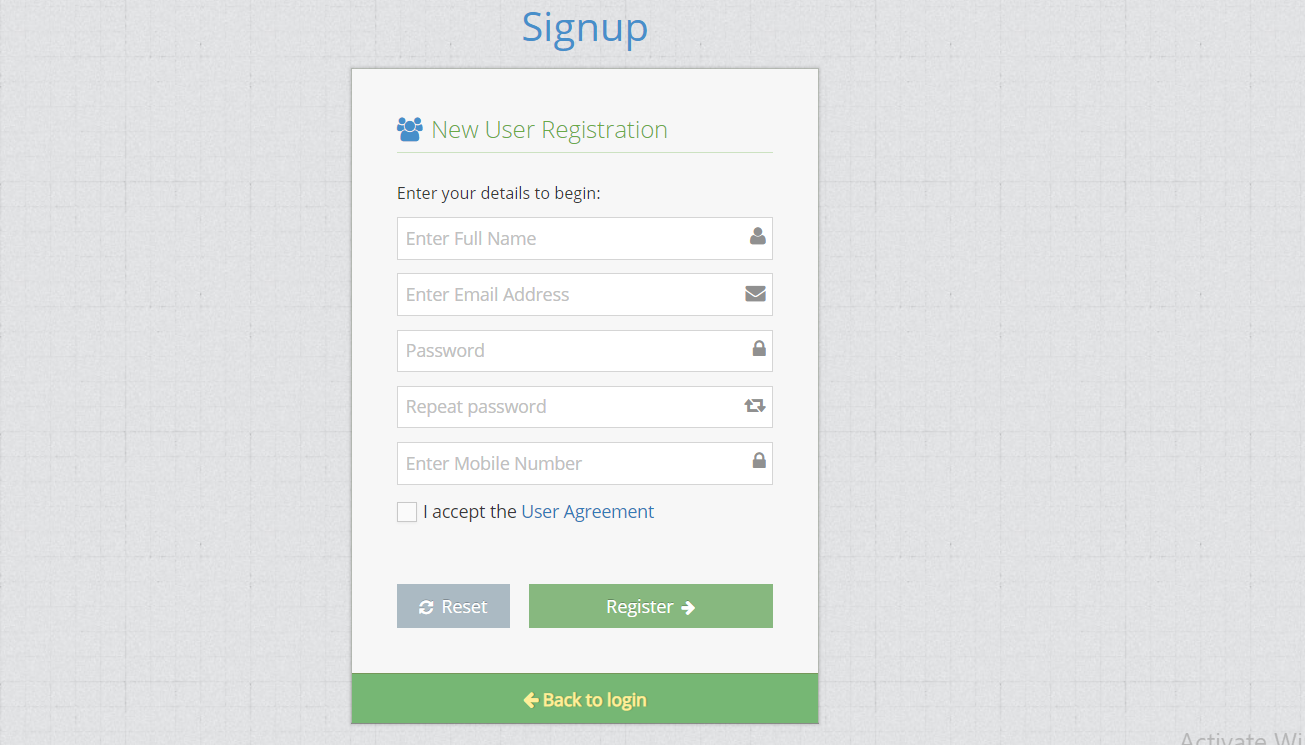 Signup
New User Registration
Enter your details to begin:
Enter Full Name
Enter Email Address
Password
Repeat password
Enter Mobile Number
I accept the User Agreement
Reset
Register
Back to login
Activate Wi